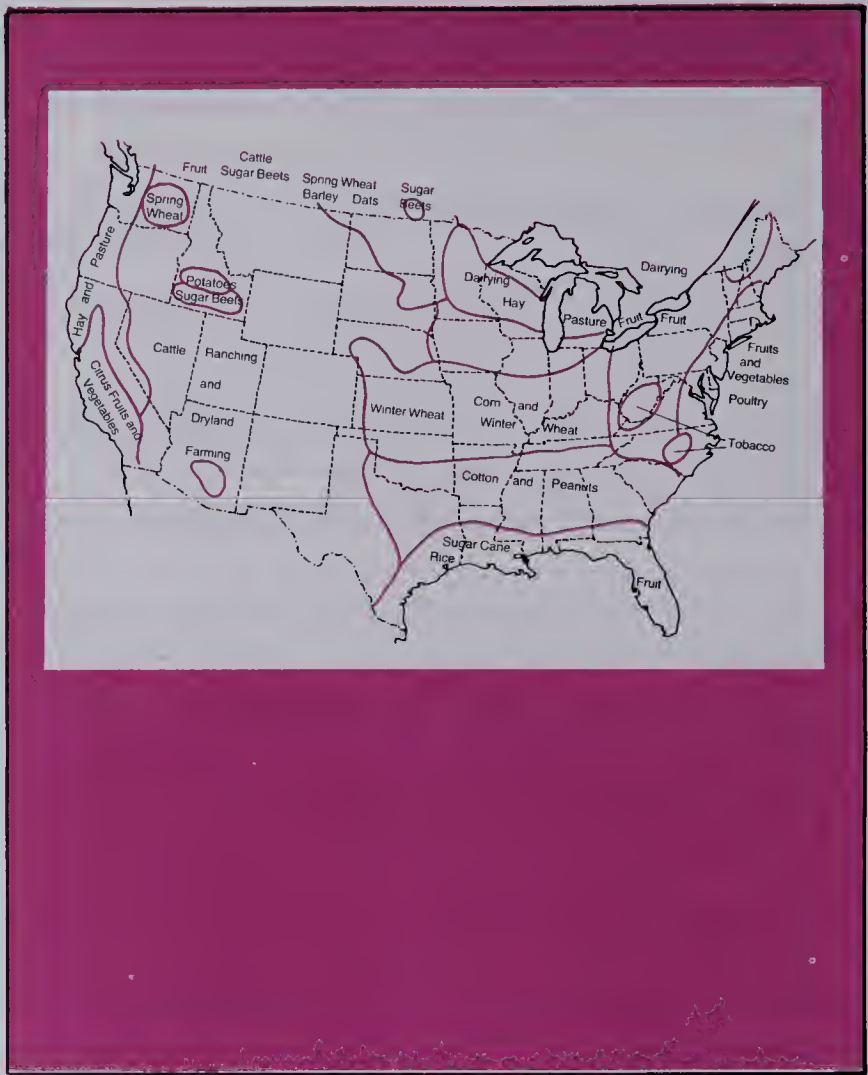 Cattle
Fruit Sugar Beets Spring Wheat Sugar
Barley Dats Beets
Spring
Wheat
Pasture
Hay and
Potatoes
Sugar Beets
Citrus Fruits and
Vegetables
Cattle Ranching
and
Dryland
Farming
Winter Wheat
Dairying
Hay
Pasture
Fruit
Fruit
Dairying
Corn and
Winter Wheat
Cotton and Peanuts
Sugar Cane
Rice
Fruit
Fruits
and
Vegetables
Poultry
Tobacco